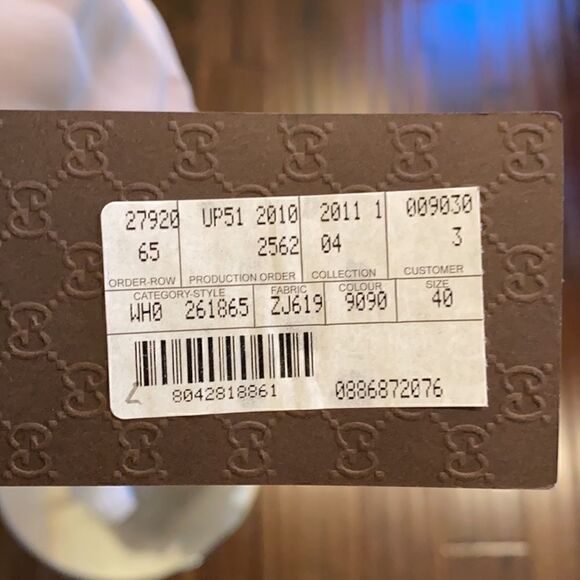 27920 UP51 2010 2011 1 009030
65 2562 04 3
ORDER-ROW PRODUCTION ORDER COLLECTION CUSTOMER
CATEGORY-STYLE FABRIC COLOUR SIZE
WH0 261865 ZJ619 9090 40
8042818861 0886872076